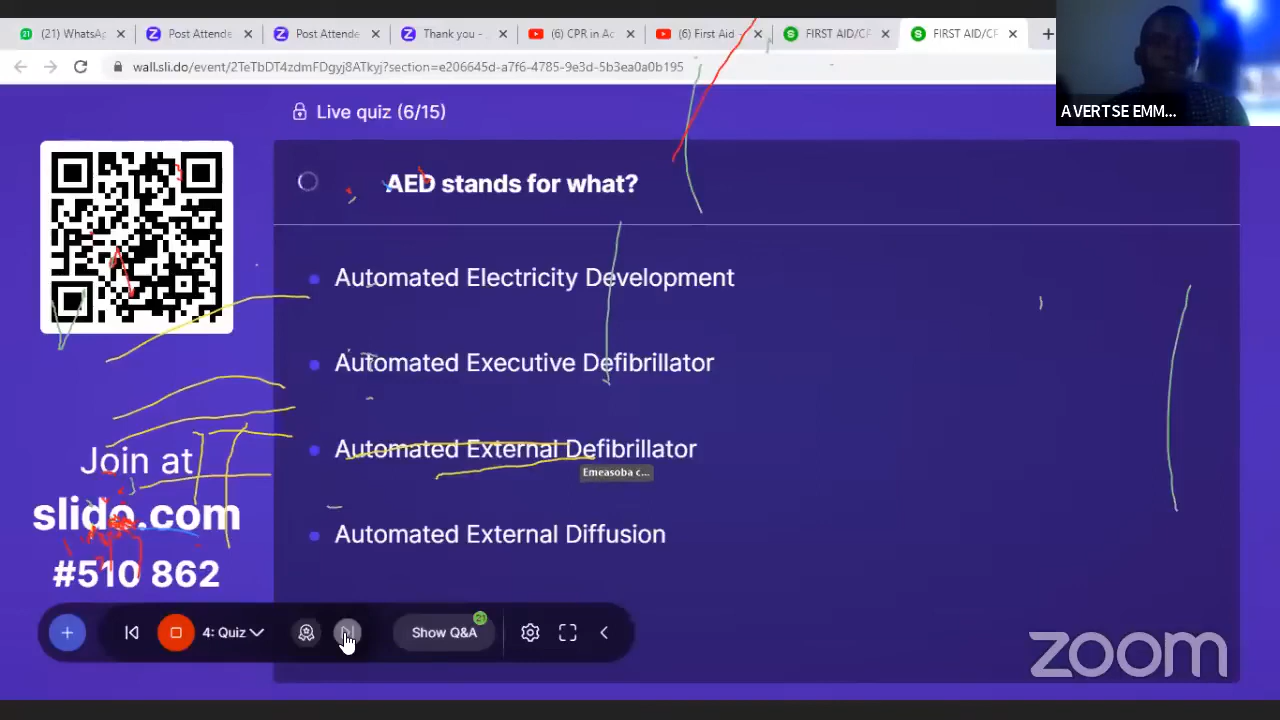 (21) WhatsA
Post Attende
Post Attende
Thank you -
(6) CPR in Ac
(6) First Aid -
FIRST AID/CP
FIRST AID/CF
wall.sli.do/event/2TeTbDT4zdmFDgyj8ATkyj?section=e206645d-a7f6-4785-9e3d-5b3ea0a0b195
AVERTSE EMM...
Live quiz (6/15)
AED stands for what?
Automated Electricity Development
Automated Executive Defibrillator
Automated External Defibrillator
Emeasoba c...
Automated External Diffusion
Join at
slido.com
#510 862
4: Quiz
Show Q&A
21
zoom